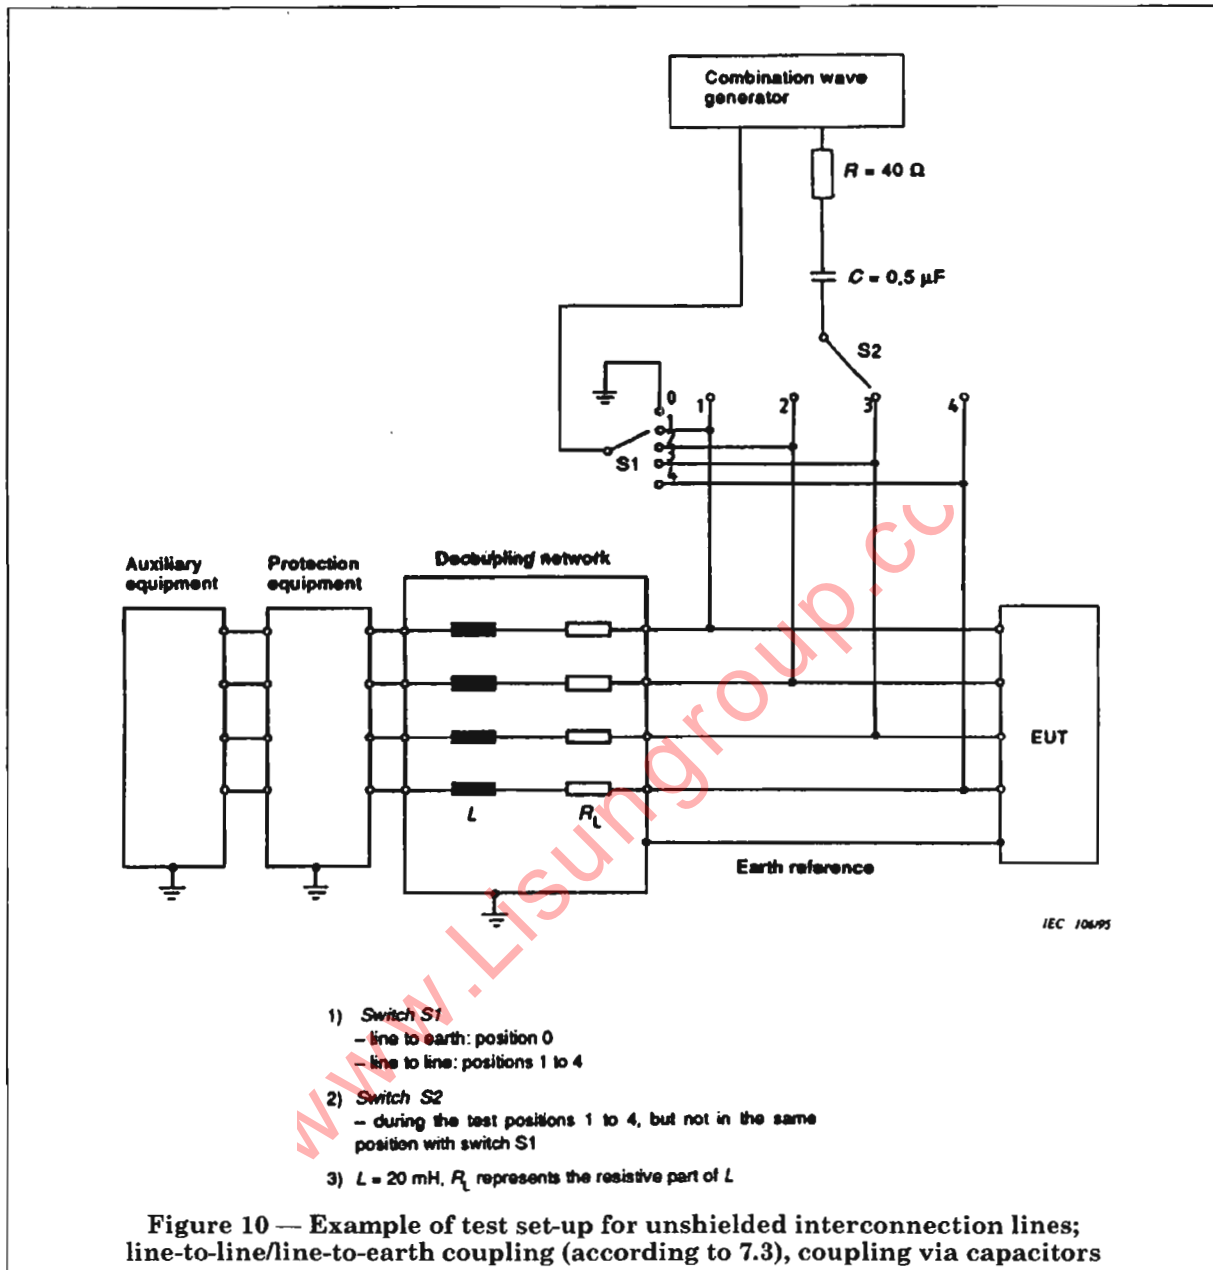 Combination wave
generator
R = 40 Ω
C = 0,5 µF
S2
0
1
2
3
4
1
2
3
4
S1
Auxiliary
equipment
Protection
equipment
Decoupling network
L
RL
EUT
Earth reference
IEC 106/95
1) Switch S1
– line to earth: position 0
– line to line: positions 1 to 4
2) Switch S2
– during the test positions 1 to 4, but not in the same
position with switch S1
3) L = 20 mH, RL represents the resistive part of L
Figure 10 — Example of test set-up for unshielded interconnection lines;
line-to-line/line-to-earth coupling (according to 7.3), coupling via capacitors
www.Lisungroup.co